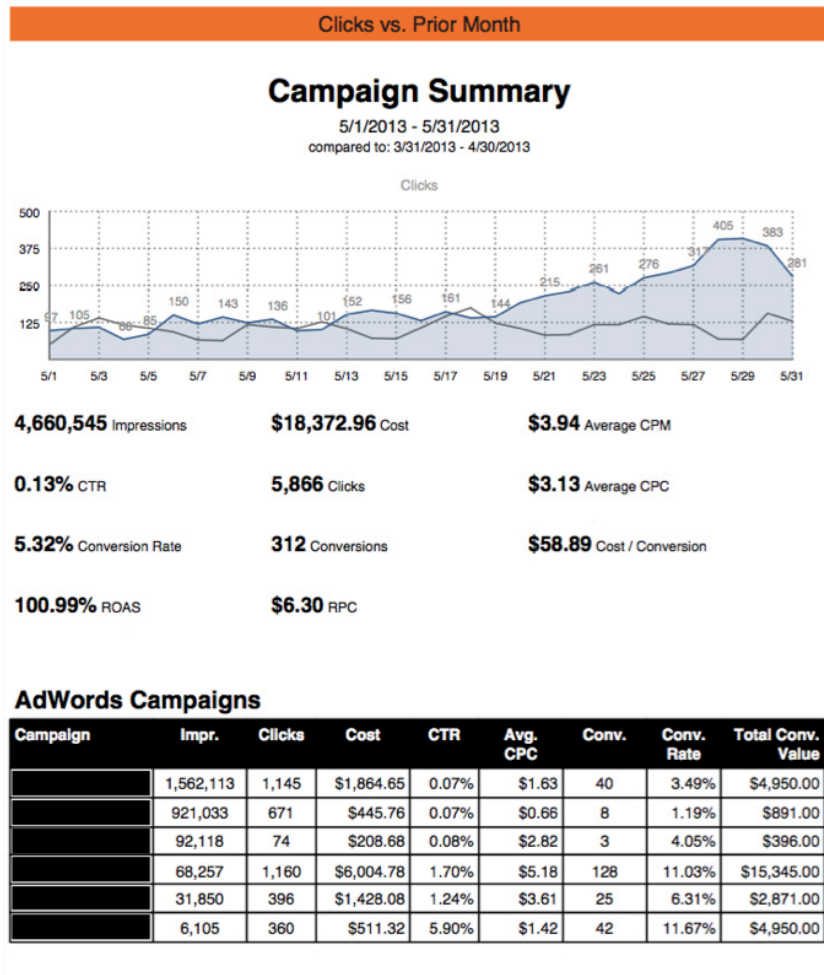 Clicks vs. Prior Month
Campaign Summary
5/1/2013 - 5/31/2013
compared to: 3/31/2013 - 4/30/2013
Clicks
500
375
250
125
97 105 68 85 150 143 136 101 152 156 161 144 215 261 276 317 405 383 281
5/1 5/3 5/5 5/7 5/9 5/11 5/13 5/15 5/17 5/19 5/21 5/23 5/25 5/27 5/29 5/31
4,660,545 Impressions $18,372.96 Cost $3.94 Average CPM
0.13% CTR 5,866 Clicks $3.13 Average CPC
5.32% Conversion Rate 312 Conversions $58.89 Cost / Conversion
100.99% ROAS $6.30 RPC
AdWords Campaigns
Campaign Impr. Clicks Cost CTR Avg. CPC Conv. Conv. Rate Total Conv. Value
1,562,113 1,145 $1,864.65 0.07% $1.63 40 3.49% $4,950.00
921,033 671 $445.76 0.07% $0.66 8 1.19% $891.00
92,118 74 $208.68 0.08% $2.82 3 4.05% $396.00
68,257 1,160 $6,004.78 1.70% $5.18 128 11.03% $15,345.00
31,850 396 $1,428.08 1.24% $3.61 25 6.31% $2,871.00
6,105 360 $511.32 5.90% $1.42 42 11.67% $4,950.00